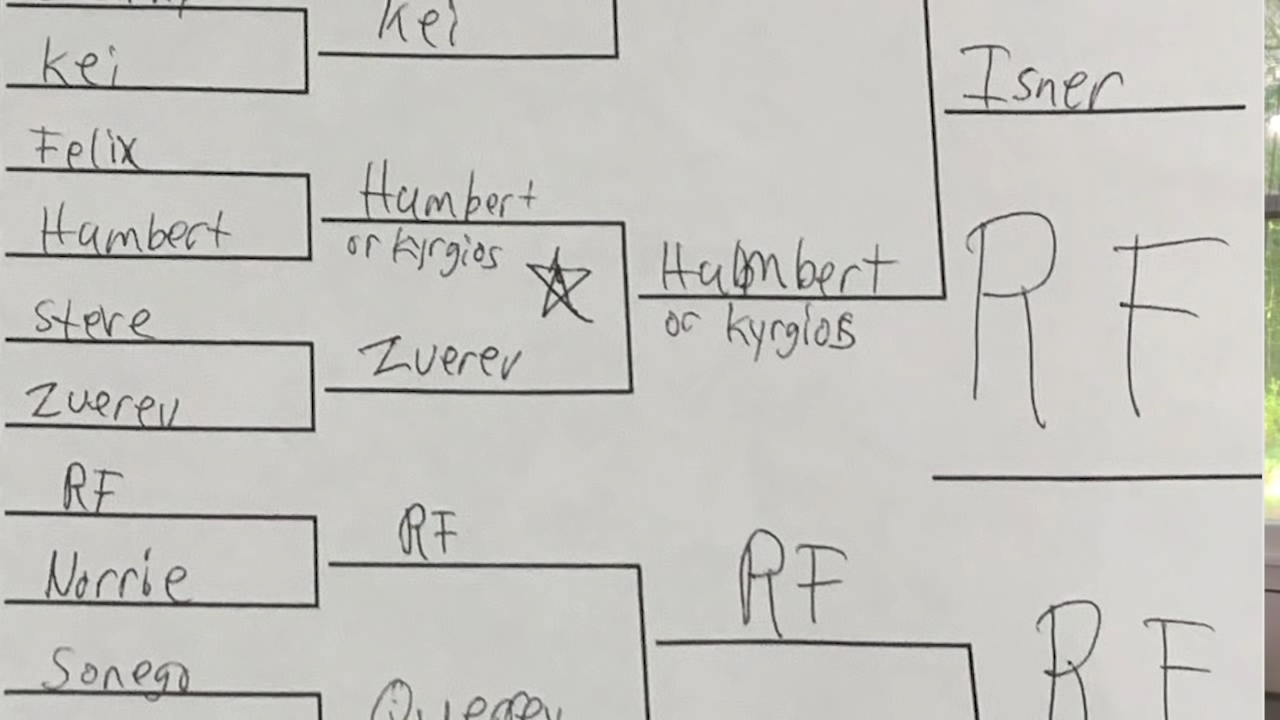 Kei
Kei
Isner
Felix
Humbert
Humbert
or Kyrgios
Humbert
or Kyrgios
Steve
Zverev
Zverev
RF
RF
Norrie
RF
RF
RF
Sonego